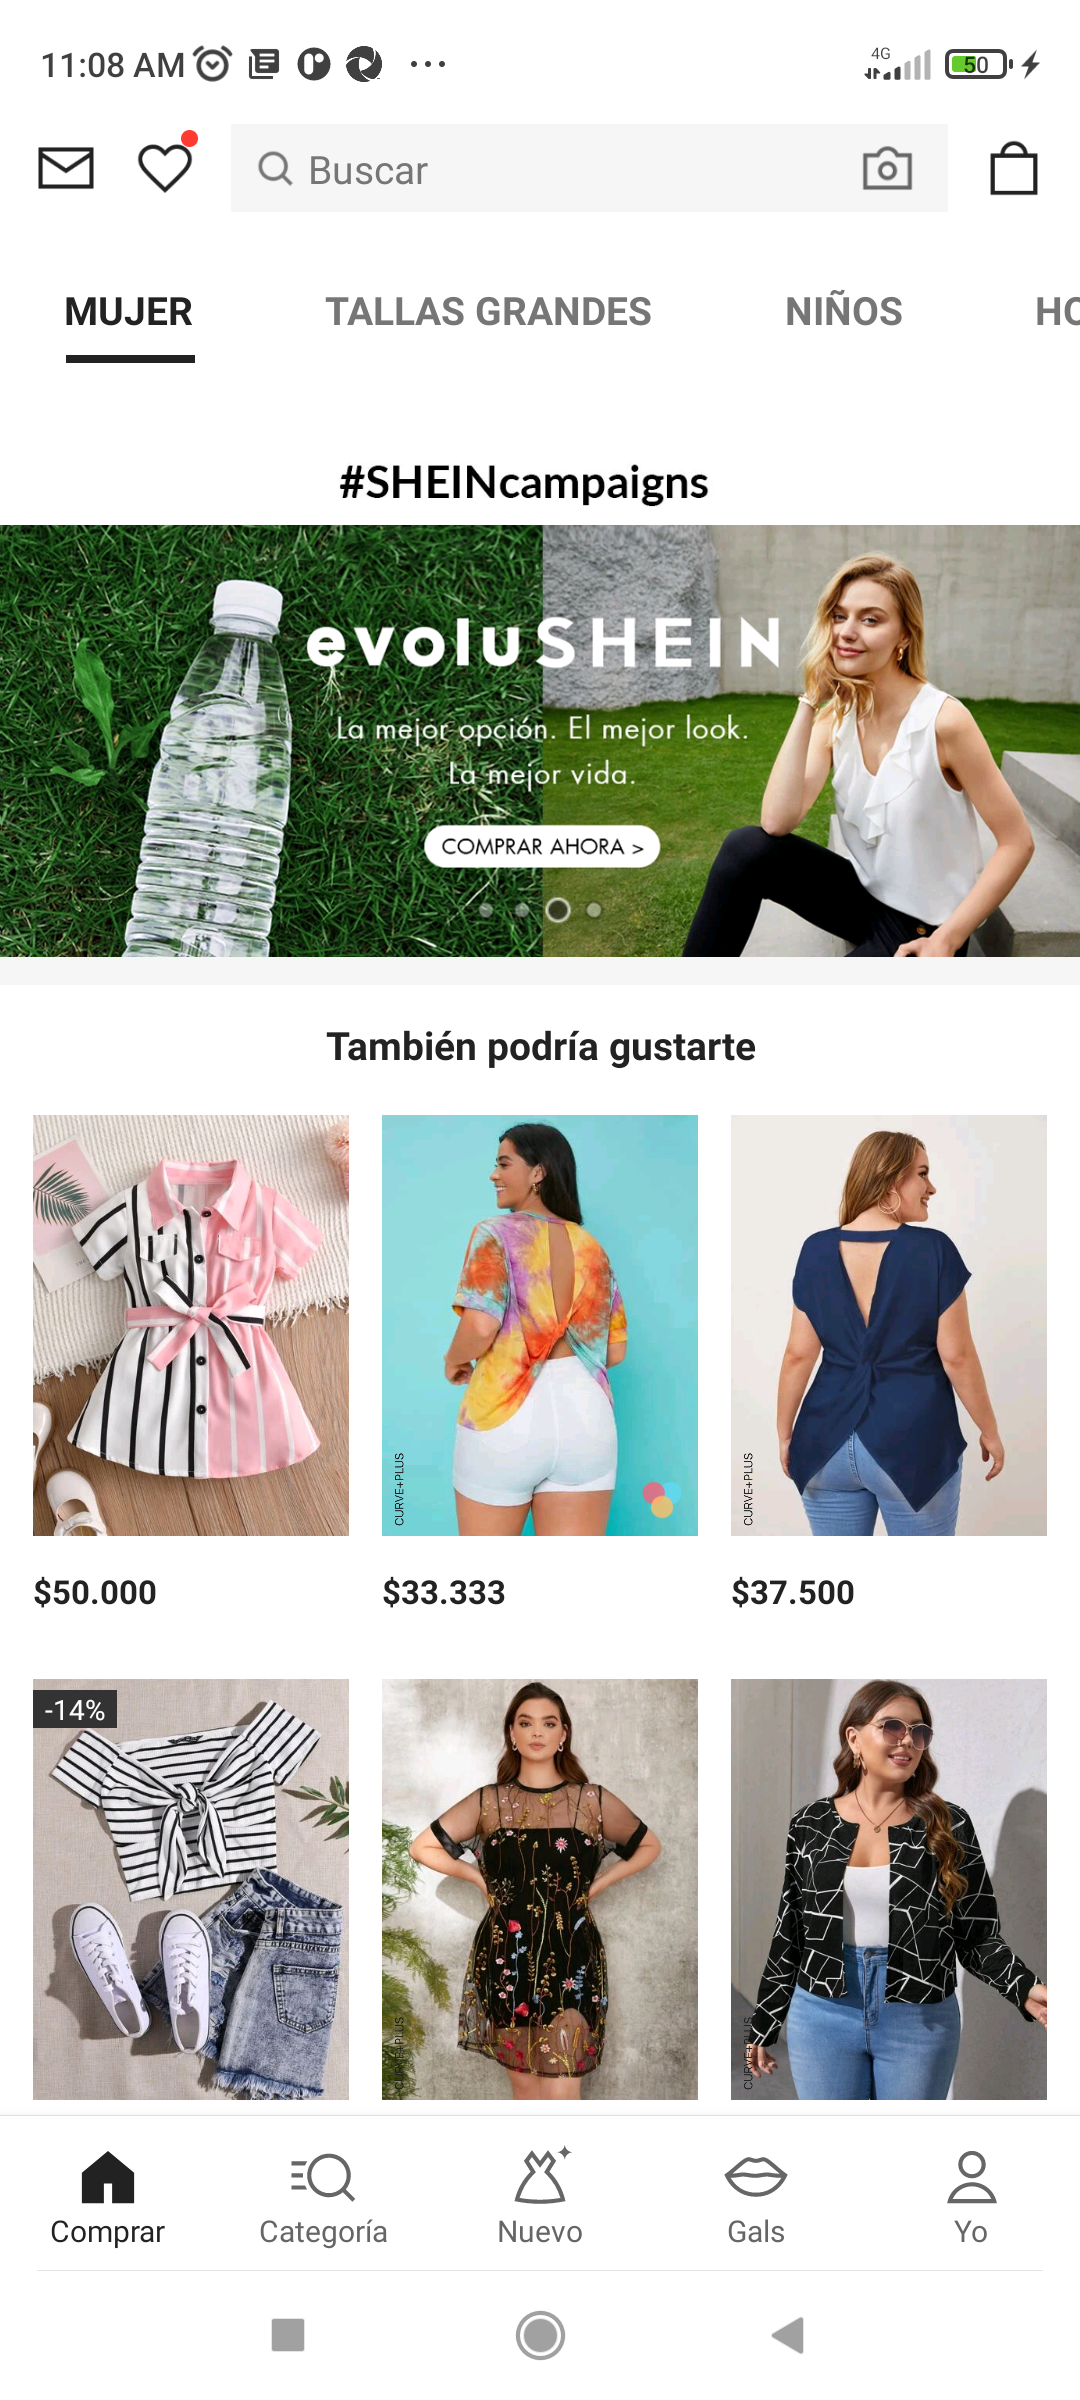 11:08 AM
4G
50
Buscar
MUJER
TALLAS GRANDES
NIÑOS
HO
#SHEINcampaigns
evoluSHEIN
La mejor opción. El mejor look.
La mejor vida.
COMPRAR AHORA >
También podría gustarte
CURVE+PLUS
CURVE+PLUS
$50.000
$33.333
$37.500
-14%
CURVE+PLUS
CURVE+PLUS
Comprar
Categoría
Nuevo
Gals
Yo